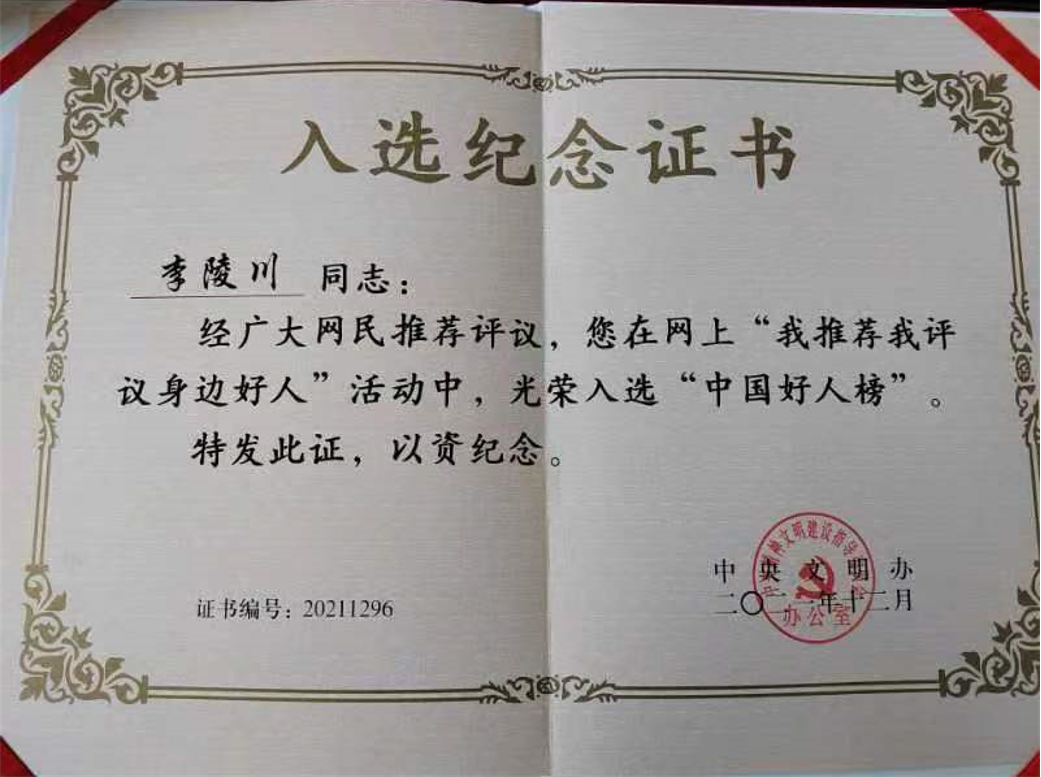 入选纪念证书
李陵川 同志：
经广大网民推荐评议，您在网上“我推荐我评
议身边好人”活动中，光荣入选“中国好人榜”。
特发此证，以资纪念。
中央文明办
二〇二一年十二月
证书编号：20211296
办公室